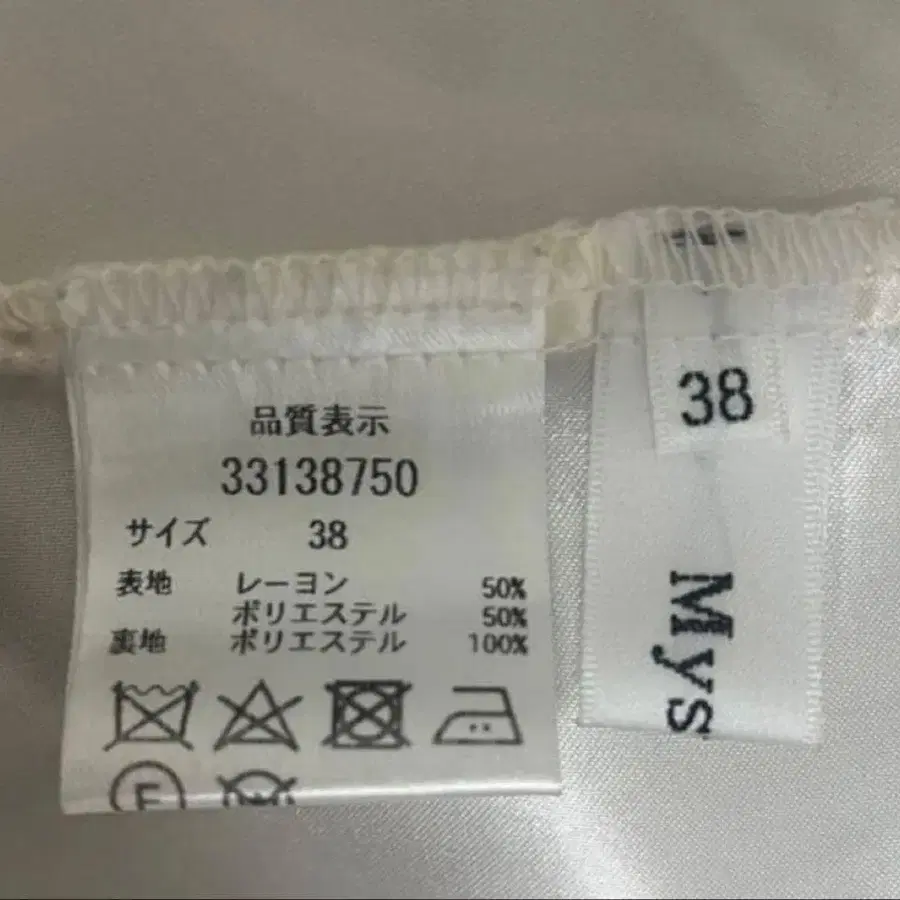 品質表示
33138750
サイズ 38
表地 レーヨン 50%
ポリエステル 50%
裏地 ポリエステル 100%
38
Mys